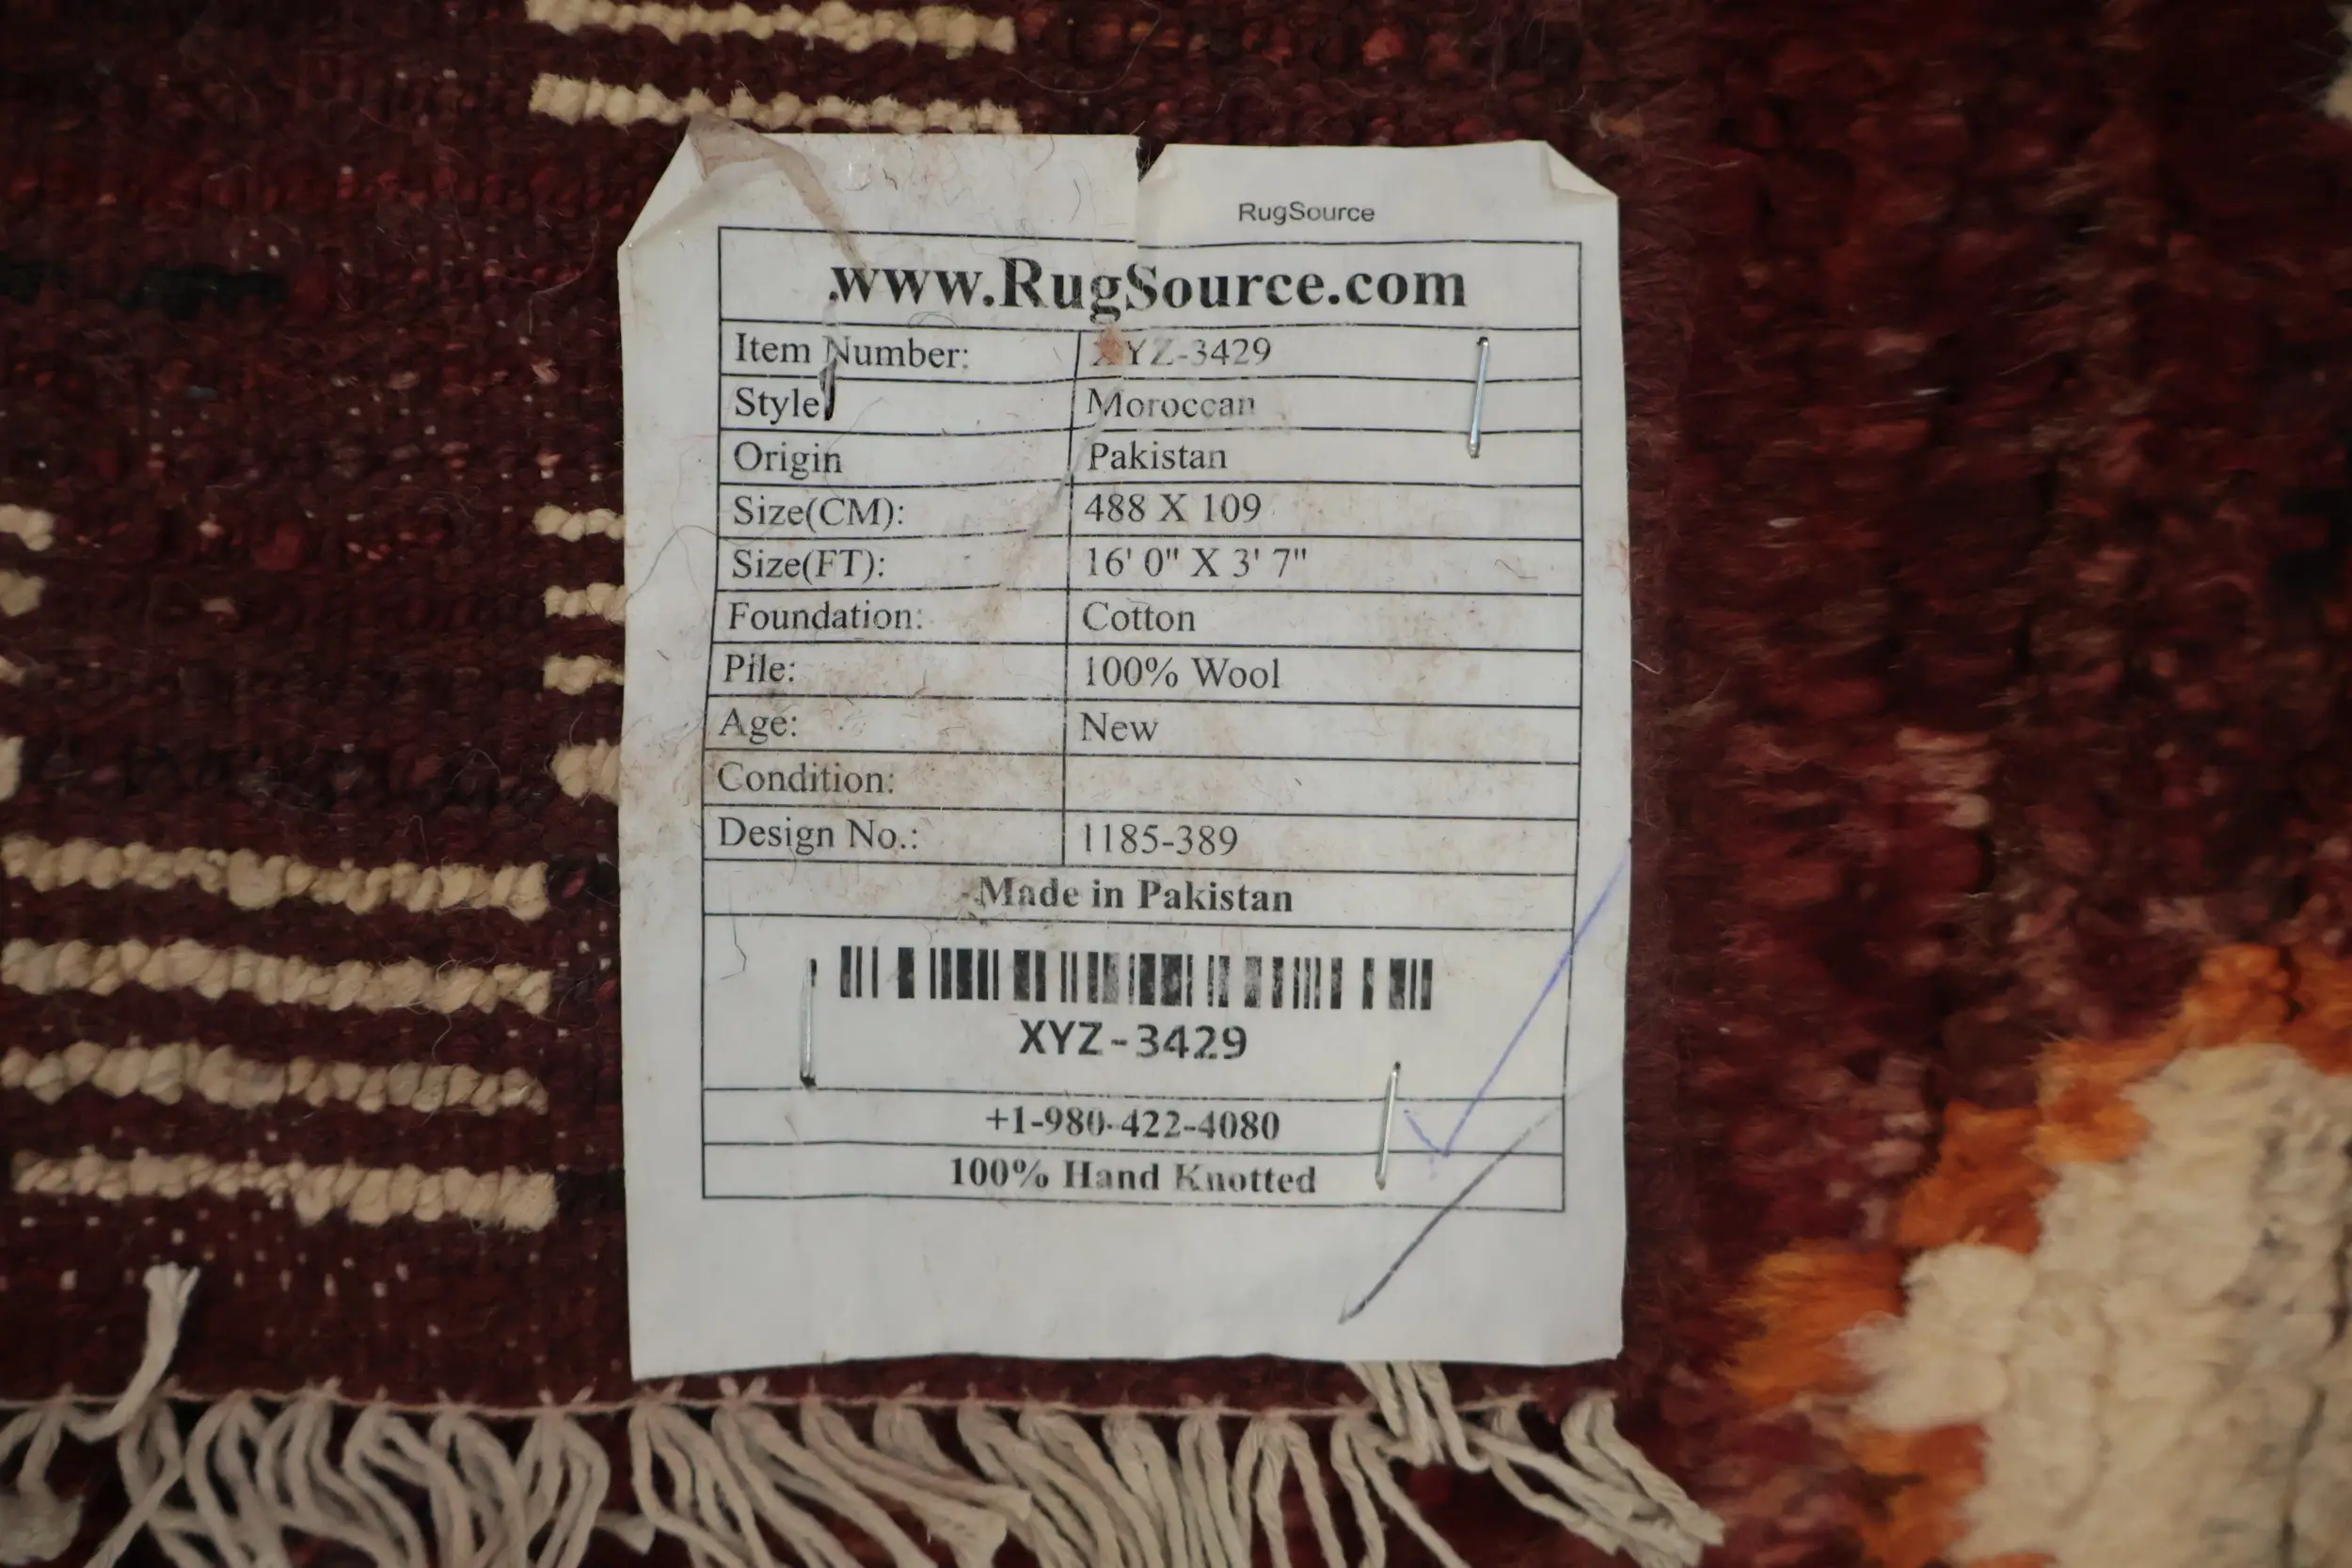 RugSource
www.RugSource.com
Item Number: XYZ-3429
Style Moroccan
Origin Pakistan
Size(CM): 488 X 109
Size(FT): 16' 0" X 3' 7"
Foundation: Cotton
Pile: 100% Wool
Age: New
Condition:
Design No.: 1185-389
Made in Pakistan
XYZ-3429
+1-980-422-4080
100% Hand Knotted